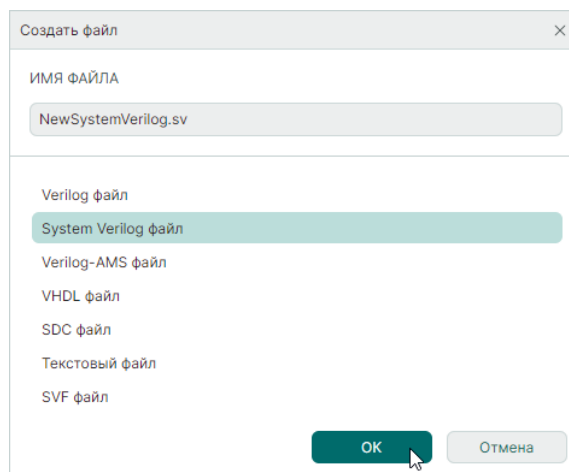 Создать файл
ИМЯ ФАЙЛА
NewSystemVerilog.sv
Verilog файл
System Verilog файл
Verilog-AMS файл
VHDL файл
SDC файл
Текстовый файл
SVF файл
ОК Отмена